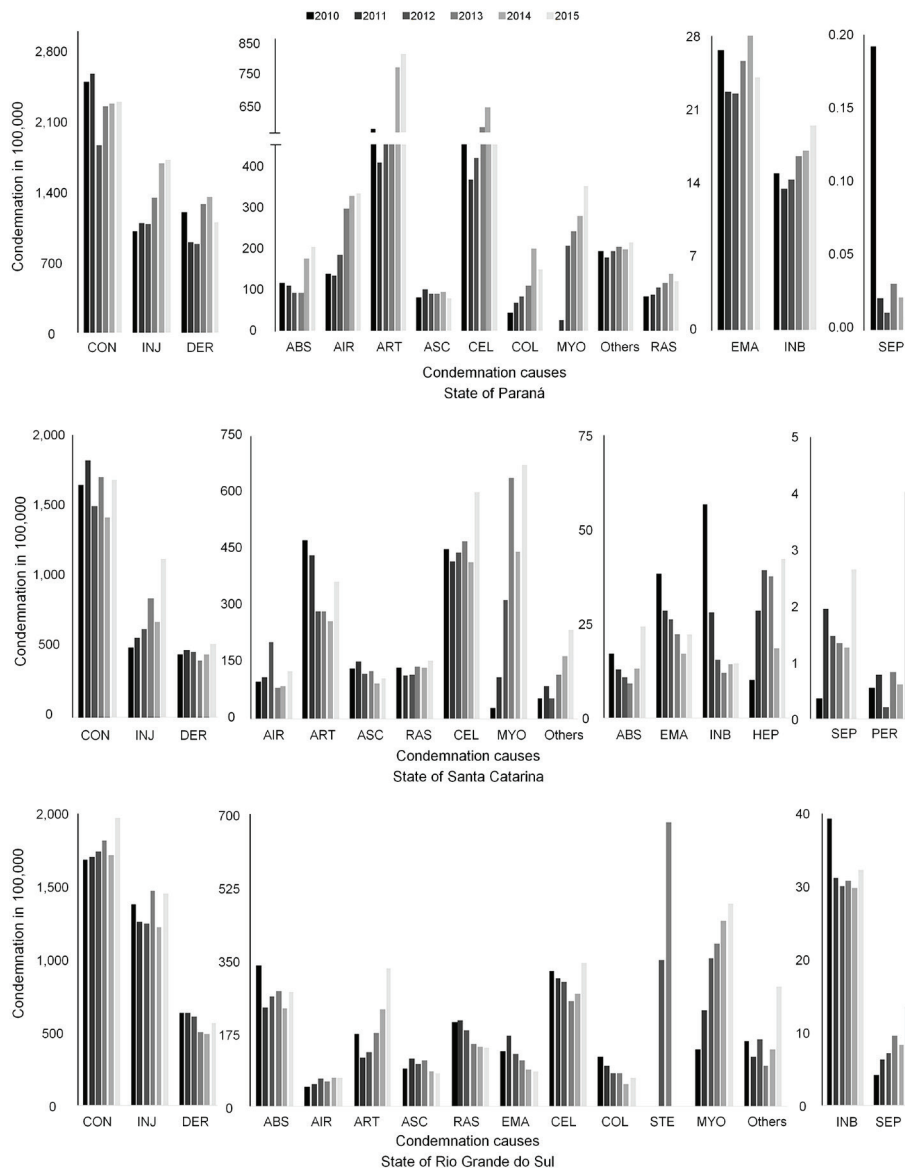 2010 2011 2012 2013 2014 2015
Condemnation in 100,000
2,800
2,100
1,400
700
0
CON INJ DER
850
750
650
400
300
200
100
0
ABS AIR ART ASC CEL COL MYO Others RAS
28
21
14
7
0
EMA INB
0.20
0.15
0.10
0.05
0.00
SEP
Condemnation causes
State of Paraná
Condemnation in 100,000
2,000
1,500
1,000
500
0
CON INJ DER
750
600
450
300
150
0
AIR ART ASC RAS CEL MYO Others
75
50
25
0
ABS EMA INB HEP
5
4
3
2
1
0
SEP PER
Condemnation causes
State of Santa Catarina
Condemnation in 100,000
2,000
1,500
1,000
500
0
CON INJ DER
700
525
350
175
0
ABS AIR ART ASC RAS EMA CEL COL STE MYO Others
40
30
20
10
0
INB SEP
Condemnation causes
State of Rio Grande do Sul